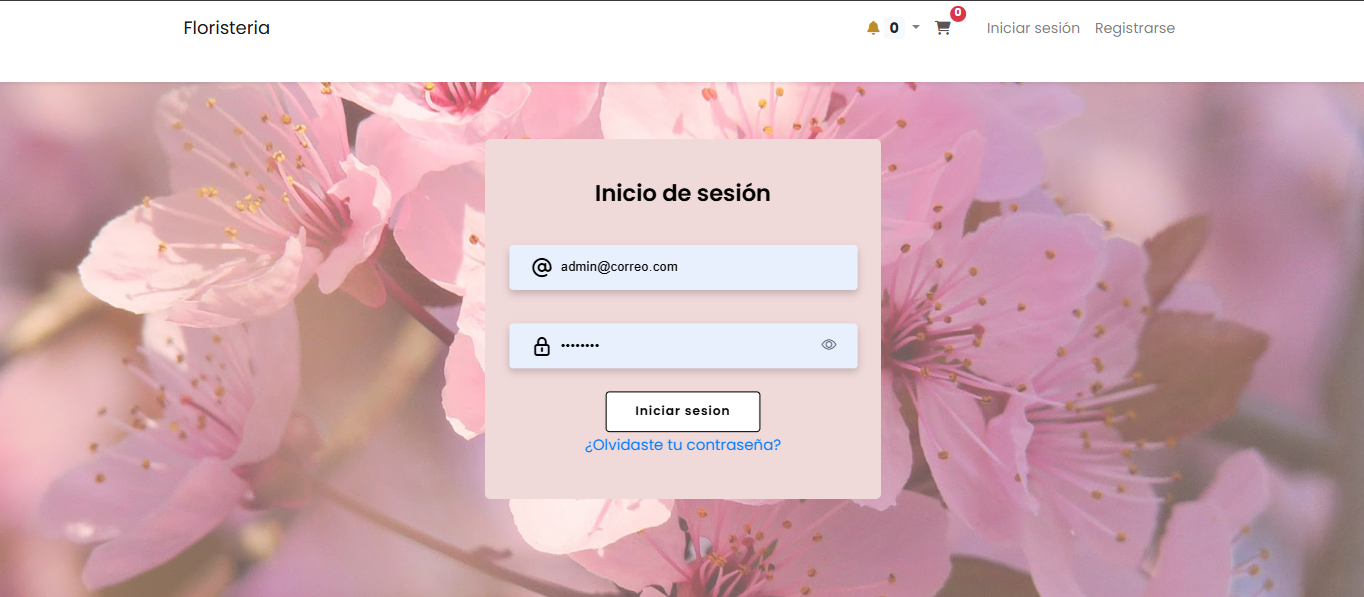 Floristeria
0
0
Iniciar sesión
Registrarse
Inicio de sesión
admin@correo.com
••••••••
Iniciar sesion
¿Olvidaste tu contraseña?